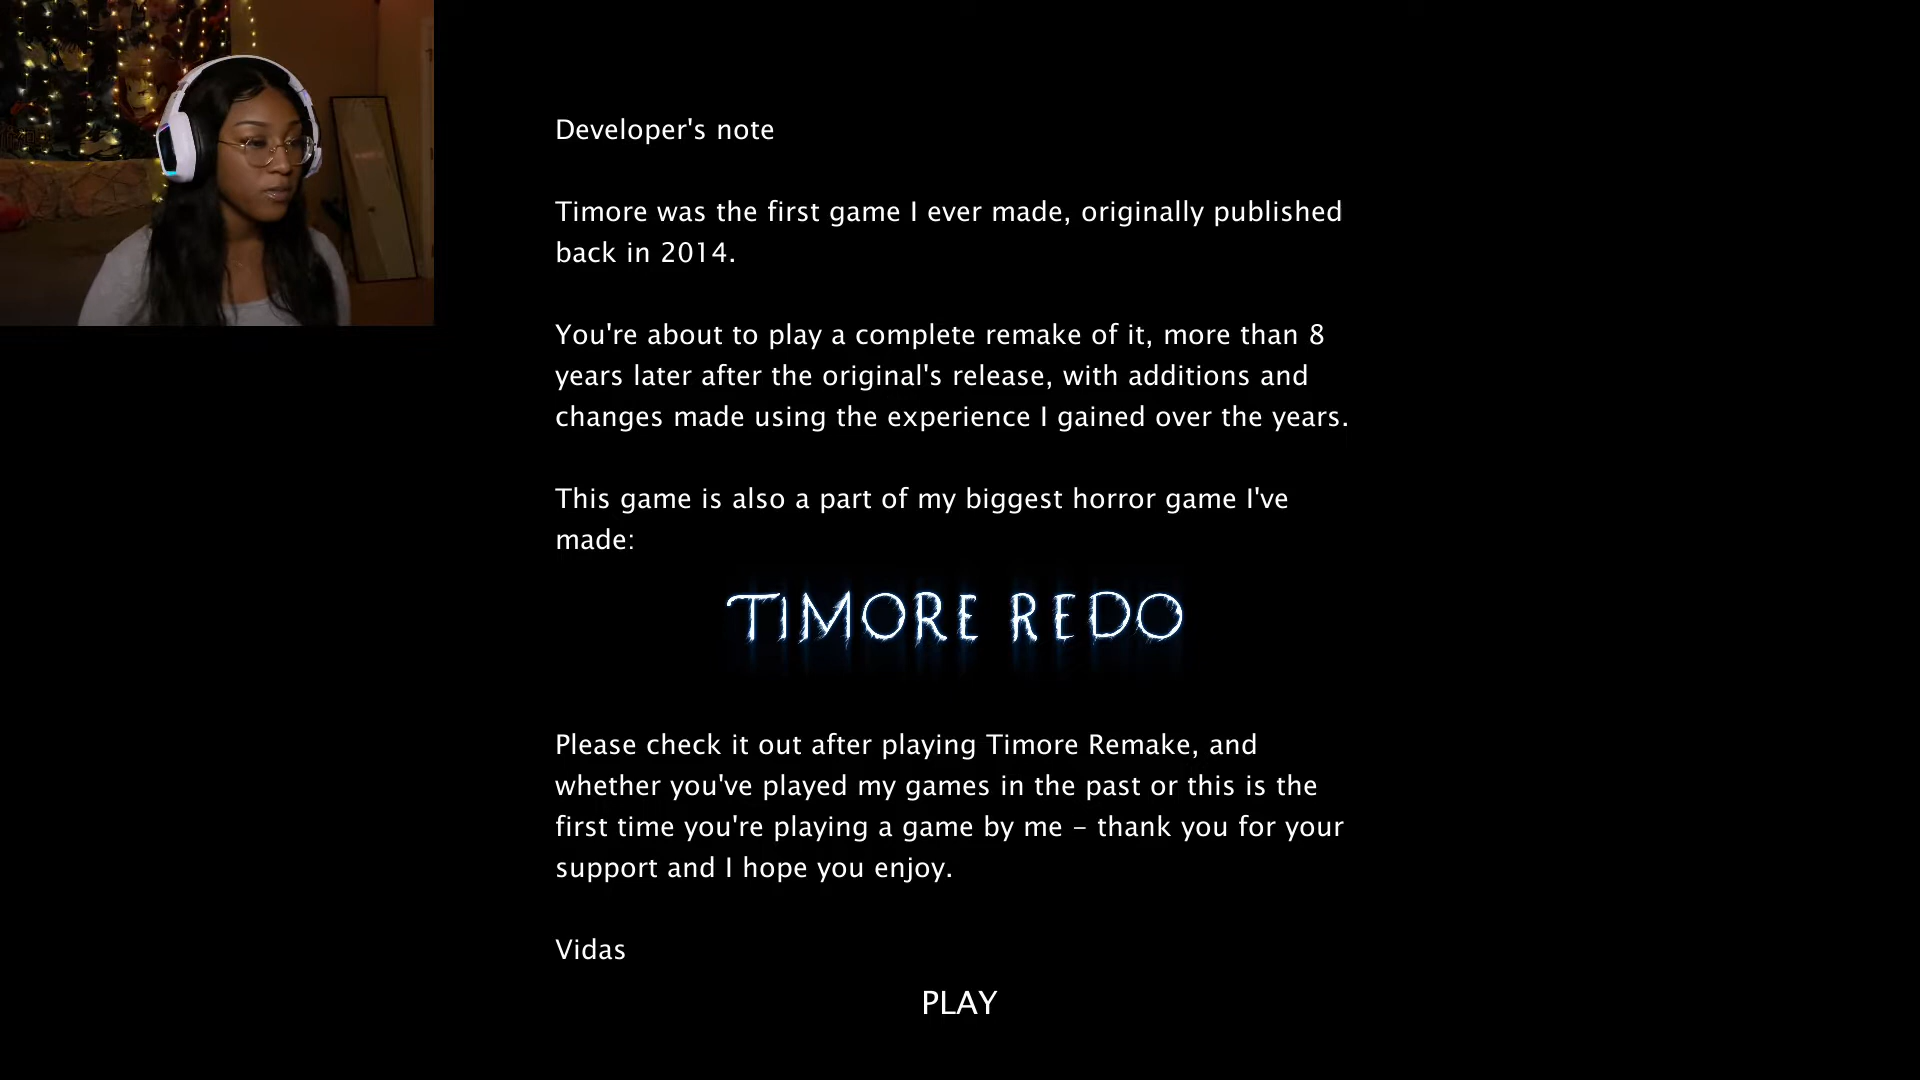 Developer's note
Timore was the first game I ever made, originally published
back in 2014.
You're about to play a complete remake of it, more than 8
years later after the original's release, with additions and
changes made using the experience I gained over the years.
This game is also a part of my biggest horror game I've
made:
TIMORE REDO
Please check it out after playing Timore Remake, and
whether you've played my games in the past or this is the
first time you're playing a game by me – thank you for your
support and I hope you enjoy.
Vidas
PLAY